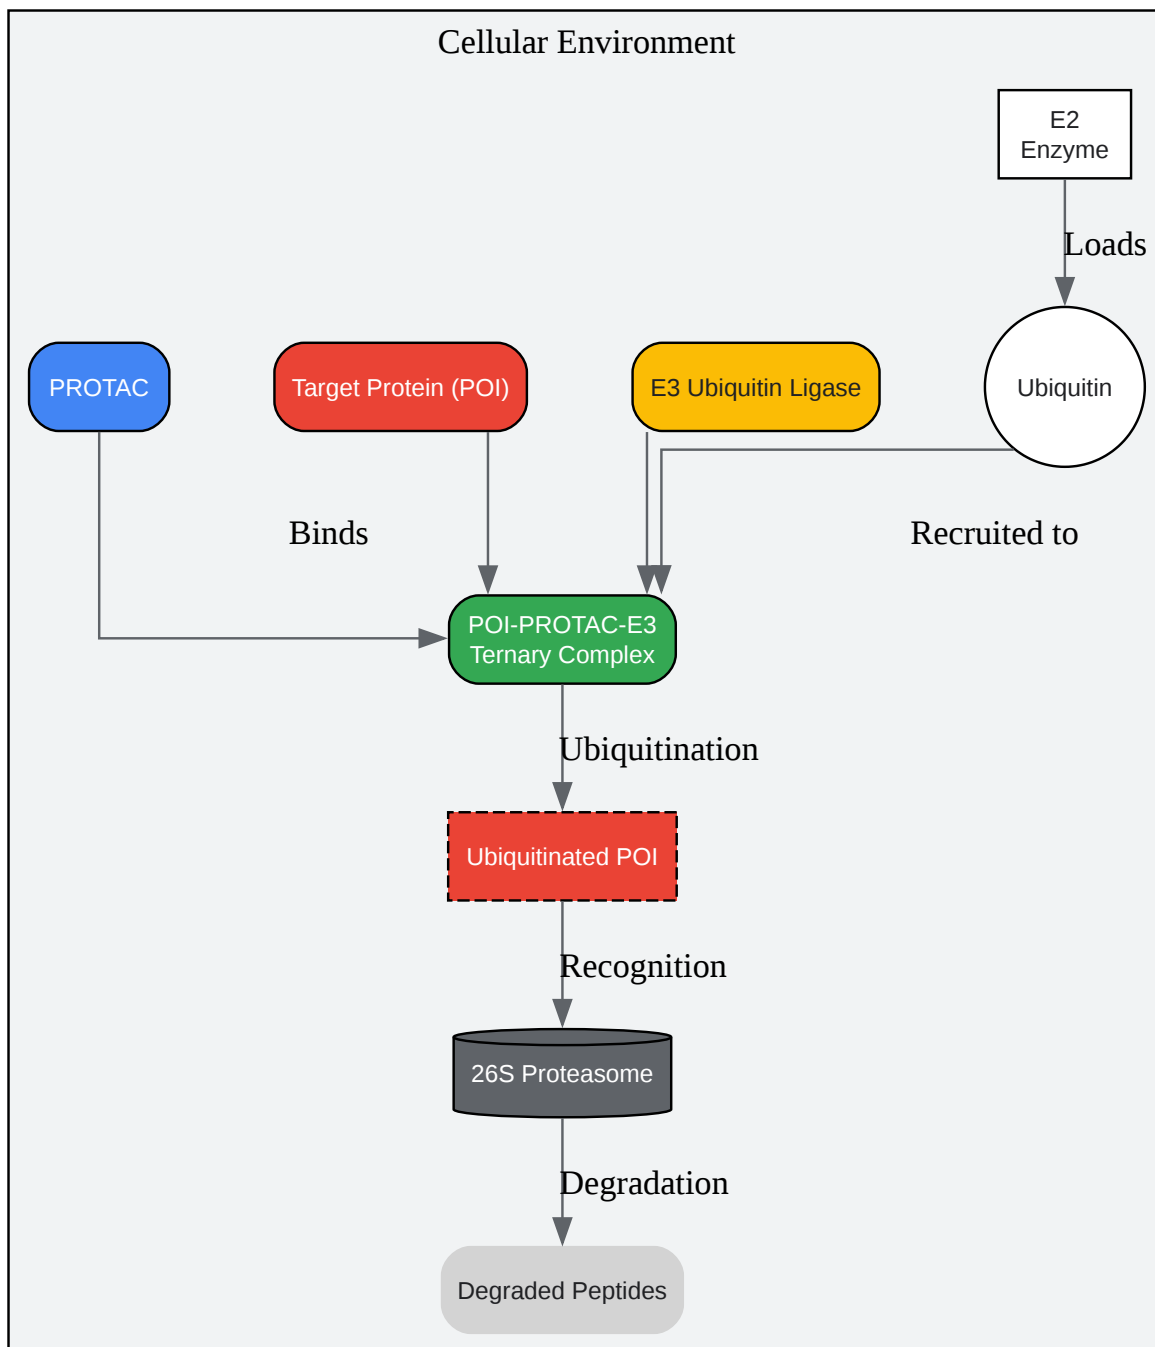 Cellular Environment
E2
Enzyme
Loads
PROTAC
Target Protein (POI)
E3 Ubiquitin Ligase
Ubiquitin
Binds
Recruited to
POI-PROTAC-E3
Ternary Complex
Ubiquitination
Ubiquitinated POI
Recognition
26S Proteasome
Degradation
Degraded Peptides